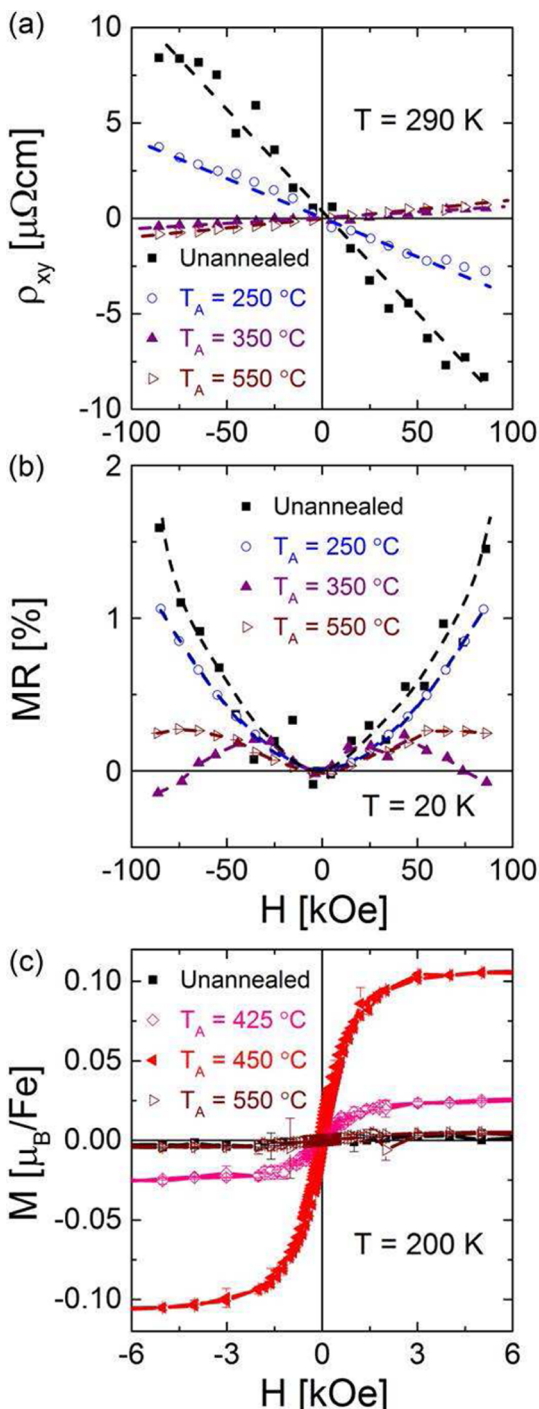 (a)
10
5
0
-5
-10
ρxy [μΩcm]
T = 290 K
Unannealed
TA = 250 °C
TA = 350 °C
TA = 550 °C
-100 -50 0 50 100
(b)
2
1
0
MR [%]
Unannealed
TA = 250 °C
TA = 350 °C
TA = 550 °C
T = 20 K
-100 -50 0 50 100
H [kOe]
(c)
0.10
0.05
0.00
-0.05
-0.10
M [μB/Fe]
Unannealed
TA = 425 °C
TA = 450 °C
TA = 550 °C
T = 200 K
-6 -3 0 3 6
H [kOe]